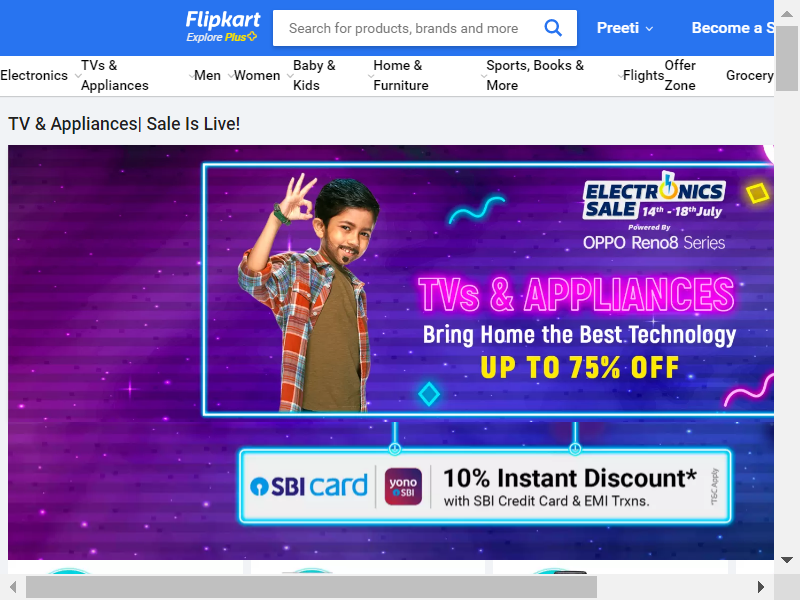 Flipkart
Explore Plus
Search for products, brands and more
Preeti
Become a S
Electronics
TVs &
Appliances
Men
Women
Baby &
Kids
Home &
Furniture
Sports, Books &
More
Flights
Offer
Zone
Grocery
TV & Appliances| Sale Is Live!
ELECTRONICS
SALE 14th - 18th July
Powered By
OPPO Reno8 Series
TVs & APPLIANCES
Bring Home the Best Technology
UP TO 75% OFF
SBI card
yono
SBI
10% Instant Discount*
with SBI Credit Card & EMI Trxns.
*T&C Apply